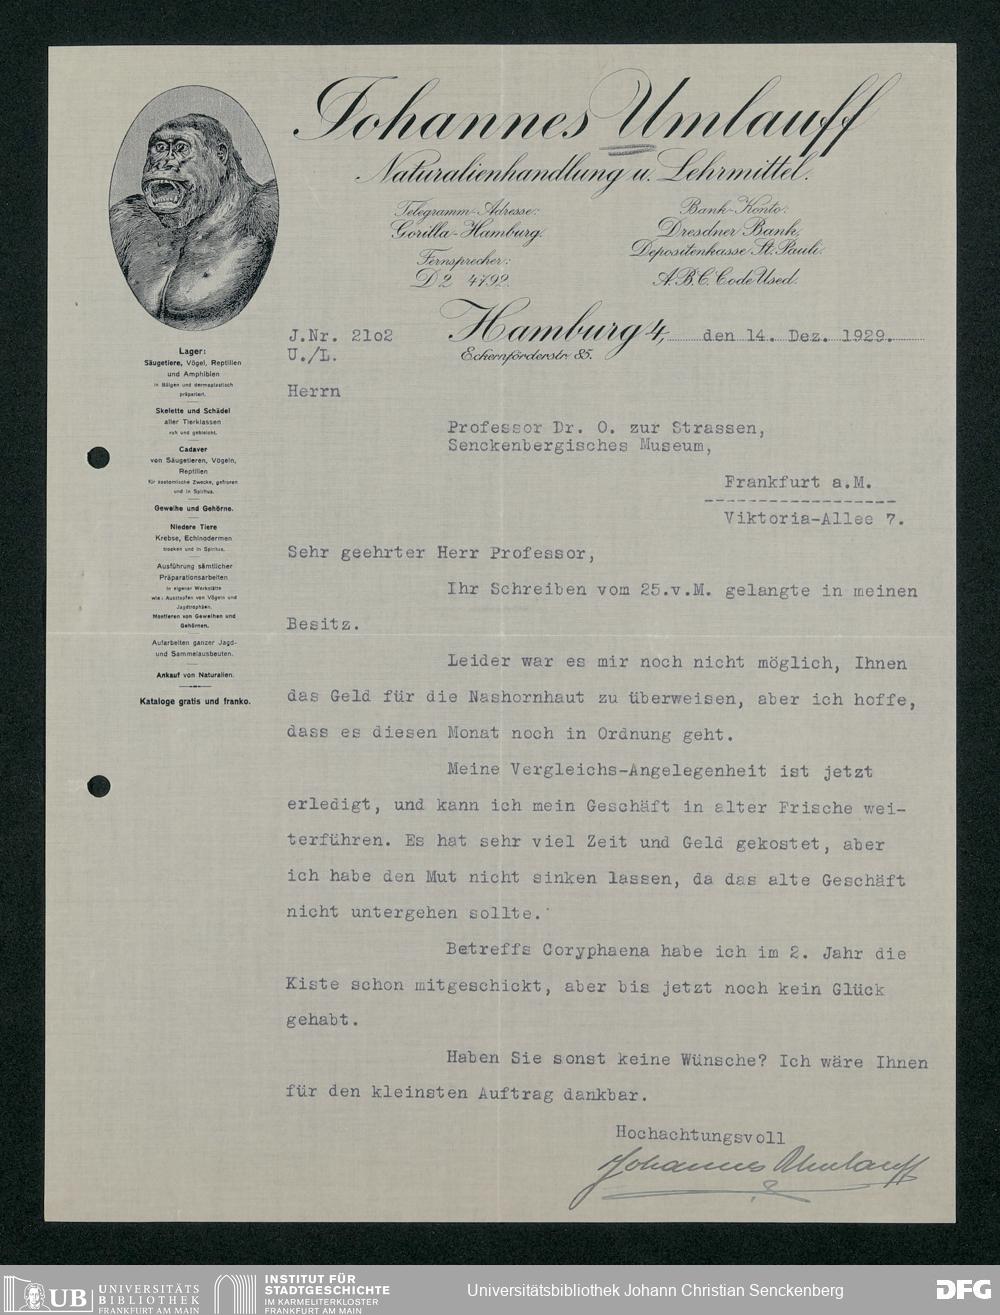 Johannes Umlauff
Naturalienhandlung u. Lehrmittel.
Telegramm-Adresse:
Gorilla-Hamburg.
Fernsprecher:
D2 4792.
Bank-Konto:
Dresdner Bank.
Depositenkasse St. Pauli.
A.B.C. Code Used.
J.Nr. 21o2
U./L.
Hamburg 4, den 14. Dez. 1929.
Eckernförderstr. 85.
Lager:
Säugetiere, Vögel, Reptilien
und Amphibien
in Bälgen und dermoplastisch
präpariert.
Skelette und Schädel
aller Tierklassen
roh und gebleicht.
Cadaver
von Säugetieren, Vögeln,
Reptilien
für anatomische Zwecke, gefroren
und in Spiritus.
Geweihe und Gehörne.
Niedere Tiere
Krebse, Echinodermen
trocken und in Spiritus.
Ausführung sämtlicher
Präparationsarbeiten
in eigener Werkstätte
wie: Ausstopfen von Vögeln und
Jagdtrophäen.
Montieren von Geweihen und
Gehörnen.
Aufarbeiten ganzer Jagd-
und Sammelausbeuten.
Ankauf von Naturalien.
Kataloge gratis und franko.
Herrn
Professor Dr. O. zur Strassen,
Senckenbergisches Museum,
Frankfurt a.M.
Viktoria-Allee 7.
Sehr geehrter Herr Professor,
Ihr Schreiben vom 25.v.M. gelangte in meinen
Besitz.
Leider war es mir noch nicht möglich, Ihnen
das Geld für die Nashornhaut zu überweisen, aber ich hoffe,
dass es diesen Monat noch in Ordnung geht.
Meine Vergleichs-Angelegenheit ist jetzt
erledigt, und kann ich mein Geschäft in alter Frische wei-
terführen. Es hat sehr viel Zeit und Geld gekostet, aber
ich habe den Mut nicht sinken lassen, da das alte Geschäft
nicht untergehen sollte.
Betreffs Coryphaena habe ich im 2. Jahr die
Kiste schon mitgeschickt, aber bis jetzt noch kein Glück
gehabt.
Haben Sie sonst keine Wünsche? Ich wäre Ihnen
für den kleinsten Auftrag dankbar.
Hochachtungsvoll
Johannes Umlauff
UB UNIVERSITÄTS
BIBLIOTHEK
FRANKFURT AM MAIN
INSTITUT FÜR
STADTGESCHICHTE
IM KARMELITERKLOSTER
FRANKFURT AM MAIN
Universitätsbibliothek Johann Christian Senckenberg
DFG